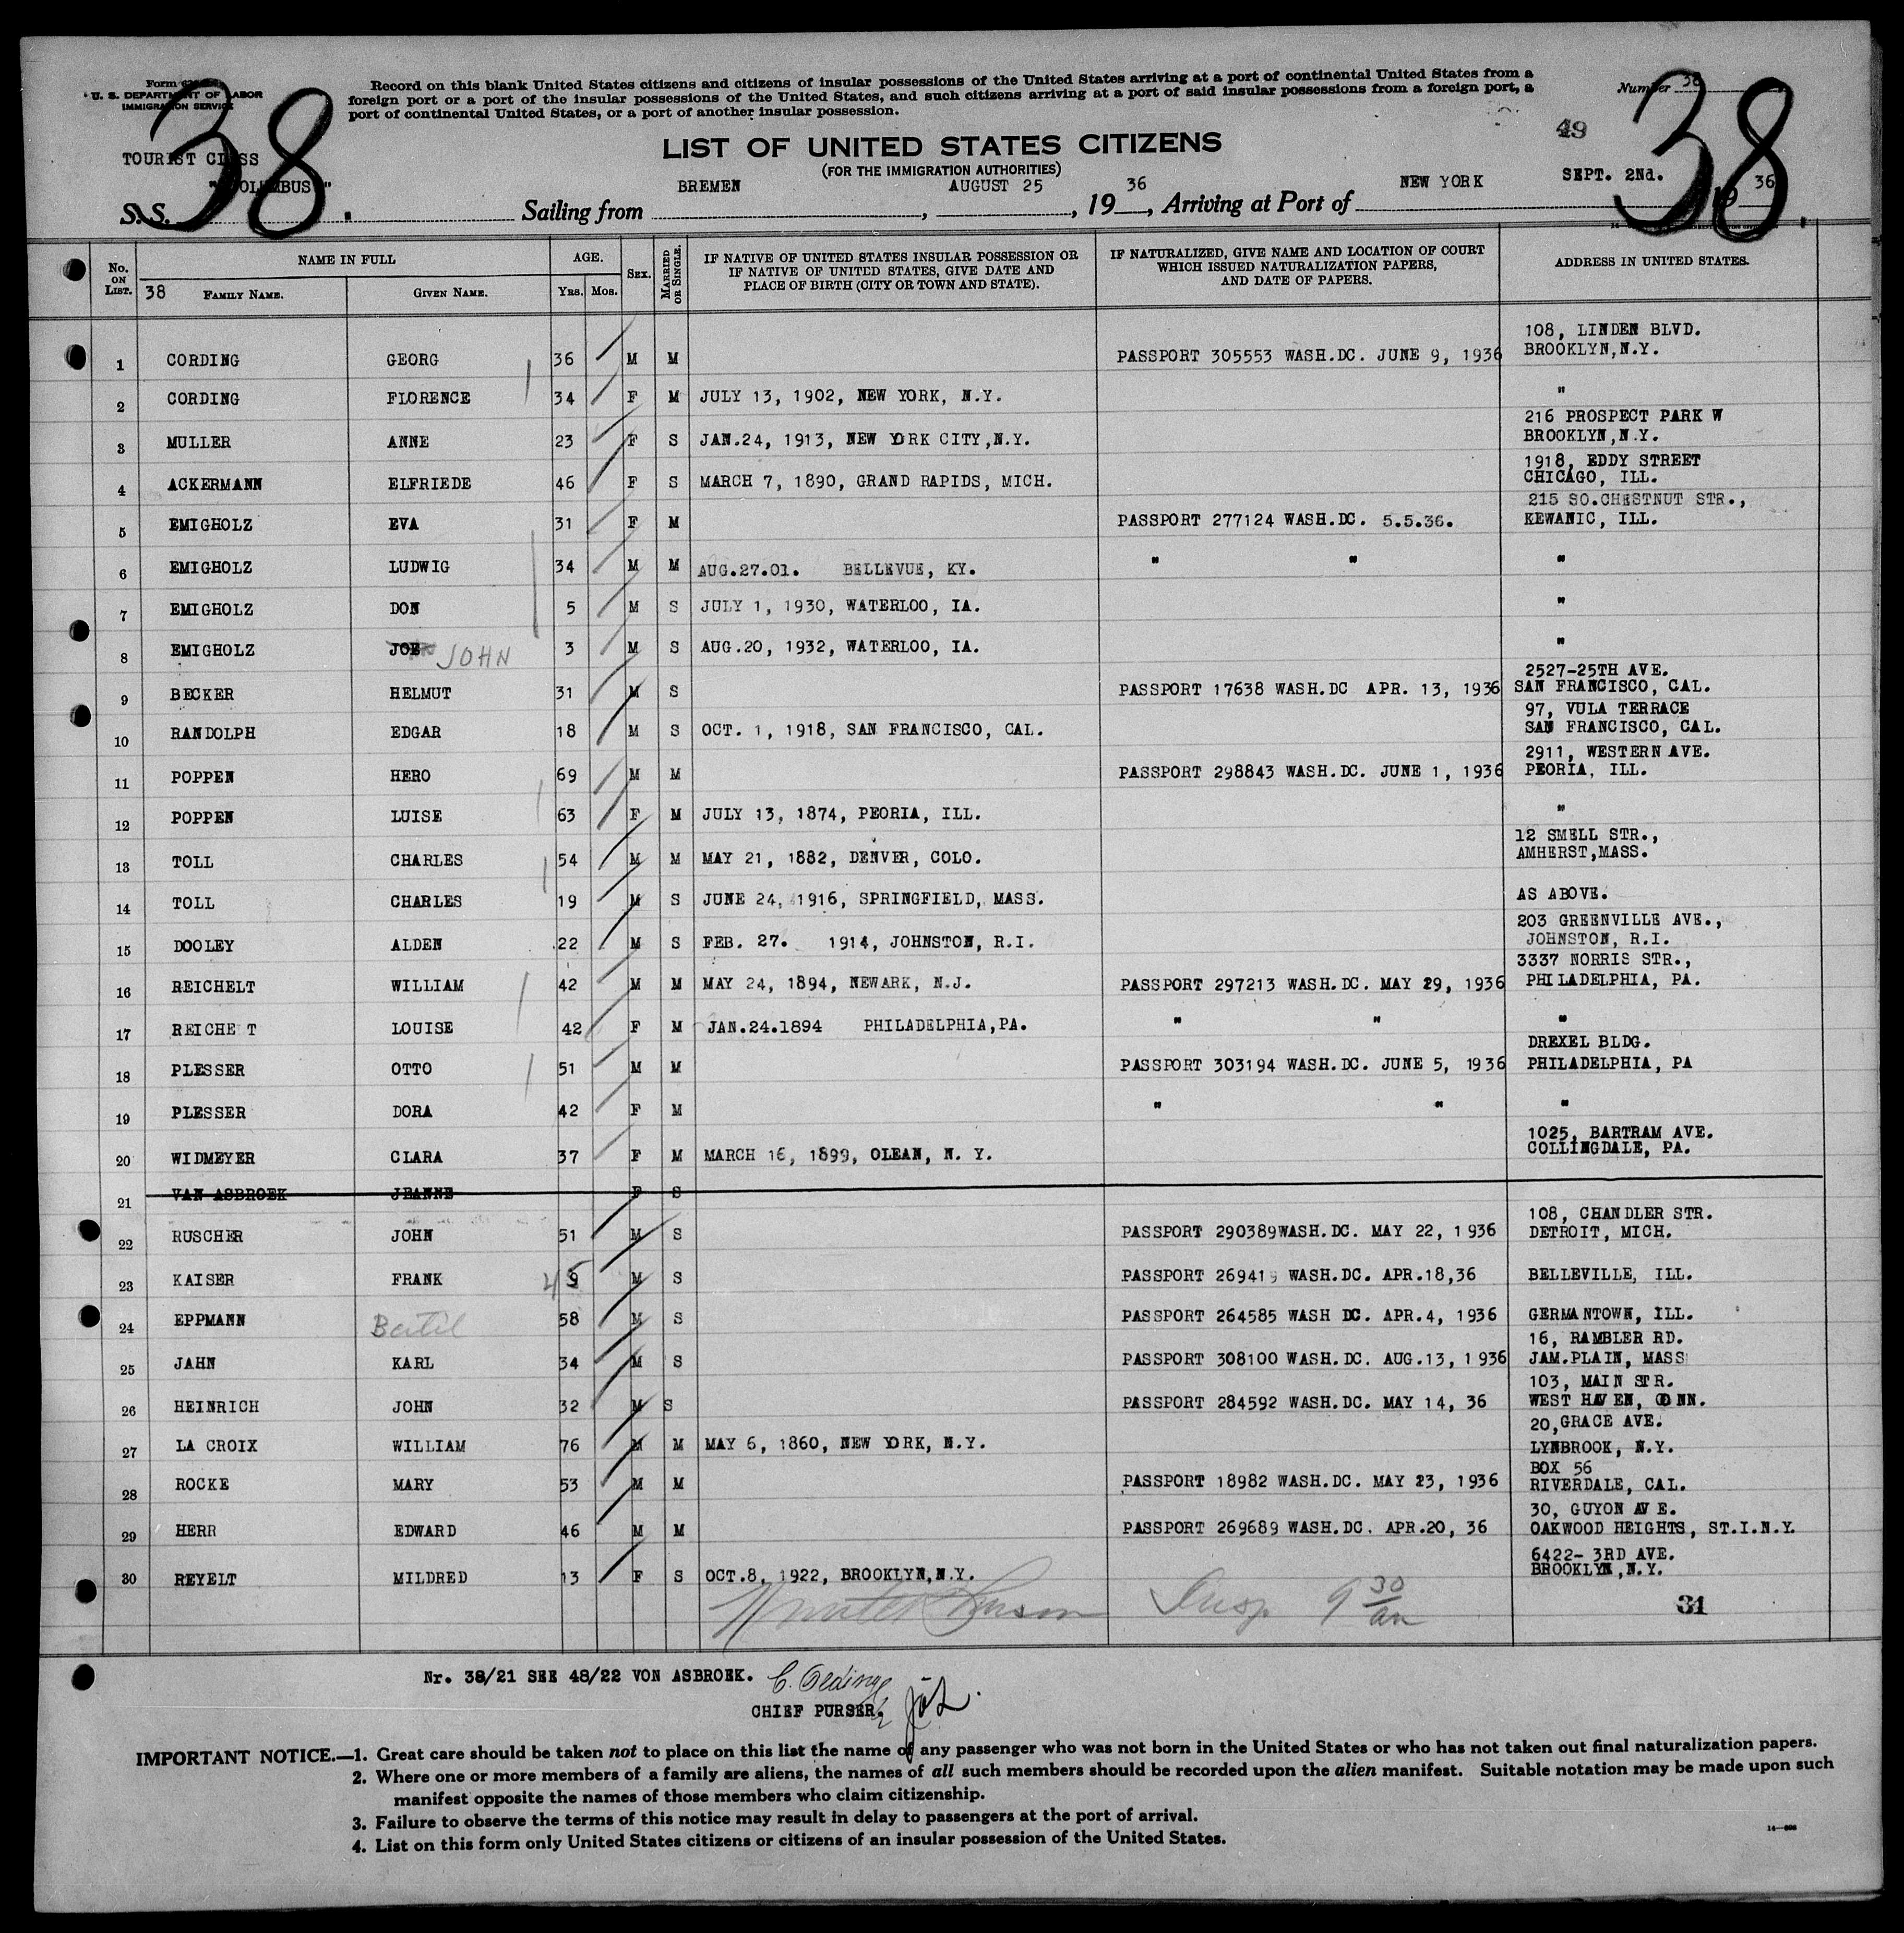 Form
U. S. DEPARTMENT OF LABOR
IMMIGRATION SERVICE
Record on this blank United States citizens and citizens of insular possessions of the United States arriving at a port of continental United States from a
foreign port or a port of the insular possessions of the United States, and such citizens arriving at a port of said insular possessions from a foreign port, a
port of continental United States, or a port of another insular possession.
Number 38
38
38.
49
TOURIST CLASS
LIST OF UNITED STATES CITIZENS
(FOR THE IMMIGRATION AUTHORITIES)
S. S. "COLUMBUS" Sailing from BREMEN, AUGUST 25, 1936, Arriving at Port of NEW YORK SEPT. 2Nd. 1936
No. ON LIST. NAME IN FULL AGE. SEX. MARRIED OR SINGLE. IF NATIVE OF UNITED STATES INSULAR POSSESSION OR IF NATIVE OF UNITED STATES, GIVE DATE AND PLACE OF BIRTH (CITY OR TOWN AND STATE). IF NATURALIZED, GIVE NAME AND LOCATION OF COURT WHICH ISSUED NATURALIZATION PAPERS, AND DATE OF PAPERS. ADDRESS IN UNITED STATES.
38 FAMILY NAME. GIVEN NAME. YRS. MOS.
108, LINDEN BLVD.
1 CORDING GEORG 36 M M PASSPORT 305553 WASH.DC. JUNE 9, 1936 BROOKLYN,N.Y.
2 CORDING FLORENCE 34 F M JULY 13, 1902, NEW YORK, N.Y. "
216 PROSPECT PARK W
3 MULLER ANNE 23 F S JAN.24, 1913, NEW YORK CITY,N.Y. BROOKLYN,N.Y.
1918, EDDY STREET
4 ACKERMANN ELFRIEDE 46 F S MARCH 7, 1890, GRAND RAPIDS, MICH. CHICAGO, ILL.
215 SO.CHESTNUT STR.,
5 EMIGHOLZ EVA 31 F M PASSPORT 277124 WASH.DC. 5.5.36. KEWANIC, ILL.
6 EMIGHOLZ LUDWIG 34 M M AUG.27.01. BELLEVUE, KY. " " "
7 EMIGHOLZ DON 5 M S JULY 1, 1930, WATERLOO, IA. "
8 EMIGHOLZ JOHN 3 M S AUG.20, 1932, WATERLOO, IA. "
2527-25TH AVE.
9 BECKER HELMUT 31 M S PASSPORT 17638 WASH.DC APR. 13, 1936 SAN FRANCISCO, CAL.
97, VULA TERRACE
10 RANDOLPH EDGAR 18 M S OCT. 1, 1918, SAN FRANCISCO, CAL. SAN FRANCISCO, CAL.
2911, WESTERN AVE.
11 POPPEN HERO 69 M M PASSPORT 298843 WASH.DC. JUNE 1, 1936 PEORIA, ILL.
12 POPPEN LUISE 63 F M JULY 13, 1874, PEORIA, ILL. "
12 SMELL STR.,
13 TOLL CHARLES 54 M M MAY 21, 1882, DENVER, COLO. AMHERST,MASS.
14 TOLL CHARLES 19 M S JUNE 24, 1916, SPRINGFIELD, MASS. AS ABOVE.
203 GREENVILLE AVE.,
15 DOOLEY ALDEN 22 M S FEB. 27. 1914, JOHNSTON, R.I. JOHNSTON, R.I.
3337 NORRIS STR.,
16 REICHELT WILLIAM 42 M M MAY 24, 1894, NEWARK, N.J. PASSPORT 297213 WASH.DC. MAY 29, 1936 PHILADELPHIA, PA.
17 REICHE T LOUISE 42 F M JAN.24.1894 PHILADELPHIA,PA. " " "
DREXEL BLDG.
18 PLESSER OTTO 51 M M PASSPORT 303194 WASH.DC. JUNE 5, 1936 PHILADELPHIA, PA
19 PLESSER DORA 42 F M " " "
1025, BARTRAM AVE.
20 WIDMEYER CLARA 37 F M MARCH 16, 1899, OLEAN, N. Y. COLLINGDALE, PA.
21 VAN ASBROEK JEANNE F S
108, CHANDLER STR.
22 RUSCHER JOHN 51 M S PASSPORT 290389WASH.DC. MAY 22, 1936 DETROIT, MICH.
23 KAISER FRANK 45 M S PASSPORT 269419 WASH.DC. APR.18,36 BELLEVILLE, ILL.
24 EPPMANN 58 M S PASSPORT 264585 WASH DC. APR.4, 1936 GERMANTOWN, ILL.
16, RAMBLER RD.
25 JAHN KARL 34 M S PASSPORT 308100 WASH.DC. AUG.13, 1936 JAM.PLAIN, MASS
103, MAIN STR.
26 HEINRICH JOHN 32 M S PASSPORT 284592 WASH.DC. MAY 14, 36 WEST HAVEN, CONN.
20,GRACE AVE.
27 LA CROIX WILLIAM 76 M M MAY 6, 1860, NEW YORK, N.Y. LYNBROOK, N.Y.
BOX 56
28 ROCKE MARY 53 M M PASSPORT 18982 WASH.DC. MAY 23, 1936 RIVERDALE, CAL.
30, GUYON AVE.
29 HERR EDWARD 46 M M PASSPORT 269689 WASH.DC. APR.20, 36 OAKWOOD HEIGHTS, ST.I.N.Y.
6422- 3RD AVE.
30 REYELT MILDRED 13 F S OCT.8, 1922, BROOKLYN,N.Y. BROOKLYN,N.Y.
Insp 9 30 am
31
Nr. 38/21 SEE 48/22 VON ASBROEK.
CHIEF PURSER.
IMPORTANT NOTICE.—1. Great care should be taken not to place on this list the name of any passenger who was not born in the United States or who has not taken out final naturalization papers.
2. Where one or more members of a family are aliens, the names of all such members should be recorded upon the alien manifest. Suitable notation may be made upon such
manifest opposite the names of those members who claim citizenship.
3. Failure to observe the terms of this notice may result in delay to passengers at the port of arrival.
4. List on this form only United States citizens or citizens of an insular possession of the United States.